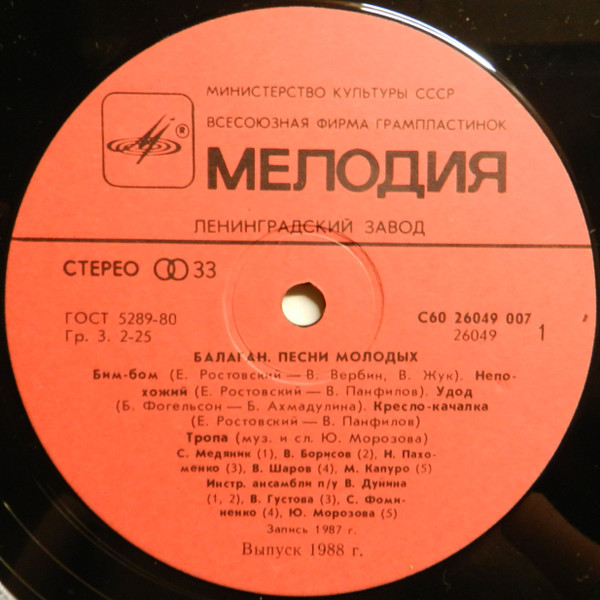 МИНИСТЕРСТВО КУЛЬТУРЫ СССР
ВСЕСОЮЗНАЯ ФИРМА ГРАМПЛАСТИНОК
®
МЕЛОДИЯ
ЛЕНИНГРАДСКИЙ ЗАВОД
СТЕРЕО 33
ГОСТ 5289-80
Гр. 3. 2-25
С60 26049 007
26049 1
БАЛАГАН. ПЕСНИ МОЛОДЫХ
Бим-бом (Е. Ростовский — В. Вербин, В. Жук). Непо-
хожий (Е. Ростовский — В. Панфилов). Удод
(Б. Фогельсон — Б. Ахмадулина). Кресло-качалка
(Е. Ростовский — В. Панфилов)
Тропа (муз. и сл. Ю. Морозова)
С. Медяник (1), В. Борисов (2), Н. Пахо-
менко (3), В. Шаров (4), М. Капуро (5)
Инстр. ансамбли п/у В. Дунина
(1, 2), В. Густова (3), С. Фоми-
ненко (4), Ю. Морозова (5)
Запись 1987 г.
Выпуск 1988 г.